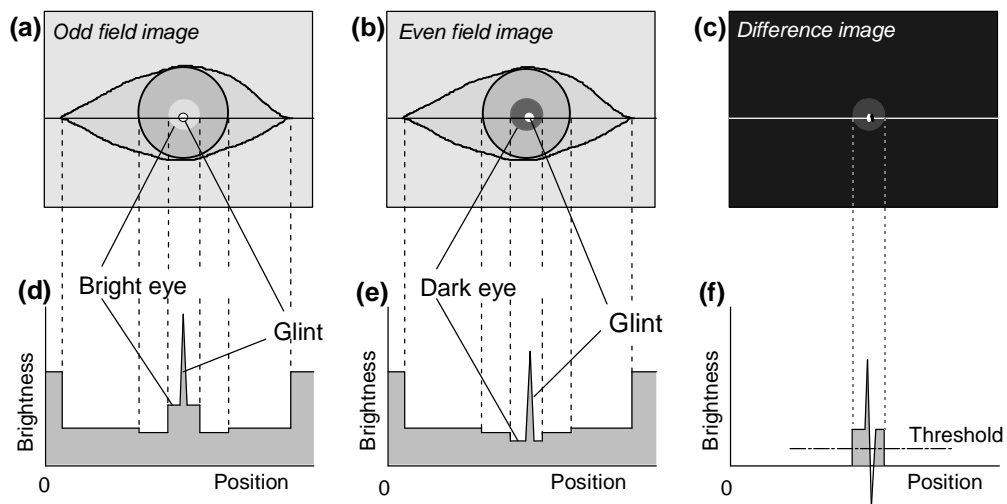 (a) Odd field image
(b) Even field image
(c) Difference image
(d) Bright eye
Glint
Brightness
0 Position
(e) Dark eye
Glint
Brightness
0 Position
(f)
Brightness
Threshold
0 Position